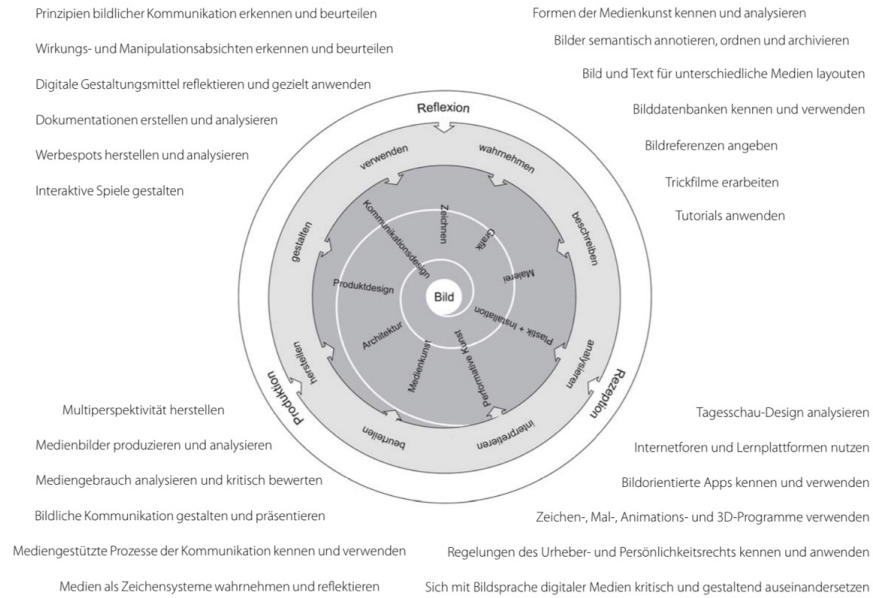 Prinzipien bildlicher Kommunikation erkennen und beurteilen
Wirkungs- und Manipulationsabsichten erkennen und beurteilen
Digitale Gestaltungsmittel reflektieren und gezielt anwenden
Dokumentationen erstellen und analysieren
Werbespots herstellen und analysieren
Interaktive Spiele gestalten
Formen der Medienkunst kennen und analysieren
Bilder semantisch annotieren, ordnen und archivieren
Bild und Text für unterschiedliche Medien layouten
Bilddatenbanken kennen und verwenden
Bildreferenzen angeben
Trickfilme erarbeiten
Tutorials anwenden
Reflexion
Rezeption
Produktion
verwenden
wahrnehmen
beschreiben
analysieren
interpretieren
beurteilen
herstellen
gestalten
Zeichnen
Grafik
Malerei
Plastik + Installation
Performative Kunst
Medienkunst
Architektur
Produktdesign
Kommunikationsdesign
Bild
Multiperspektivität herstellen
Medienbilder produzieren und analysieren
Mediengebrauch analysieren und kritisch bewerten
Bildliche Kommunikation gestalten und präsentieren
Mediengestützte Prozesse der Kommunikation kennen und verwenden
Medien als Zeichensysteme wahrnehmen und reflektieren
Tagesschau-Design analysieren
Internetforen und Lernplattformen nutzen
Bildorientierte Apps kennen und verwenden
Zeichen-, Mal-, Animations- und 3D-Programme verwenden
Regelungen des Urheber- und Persönlichkeitsrechts kennen und anwenden
Sich mit Bildsprache digitaler Medien kritisch und gestaltend auseinandersetzen